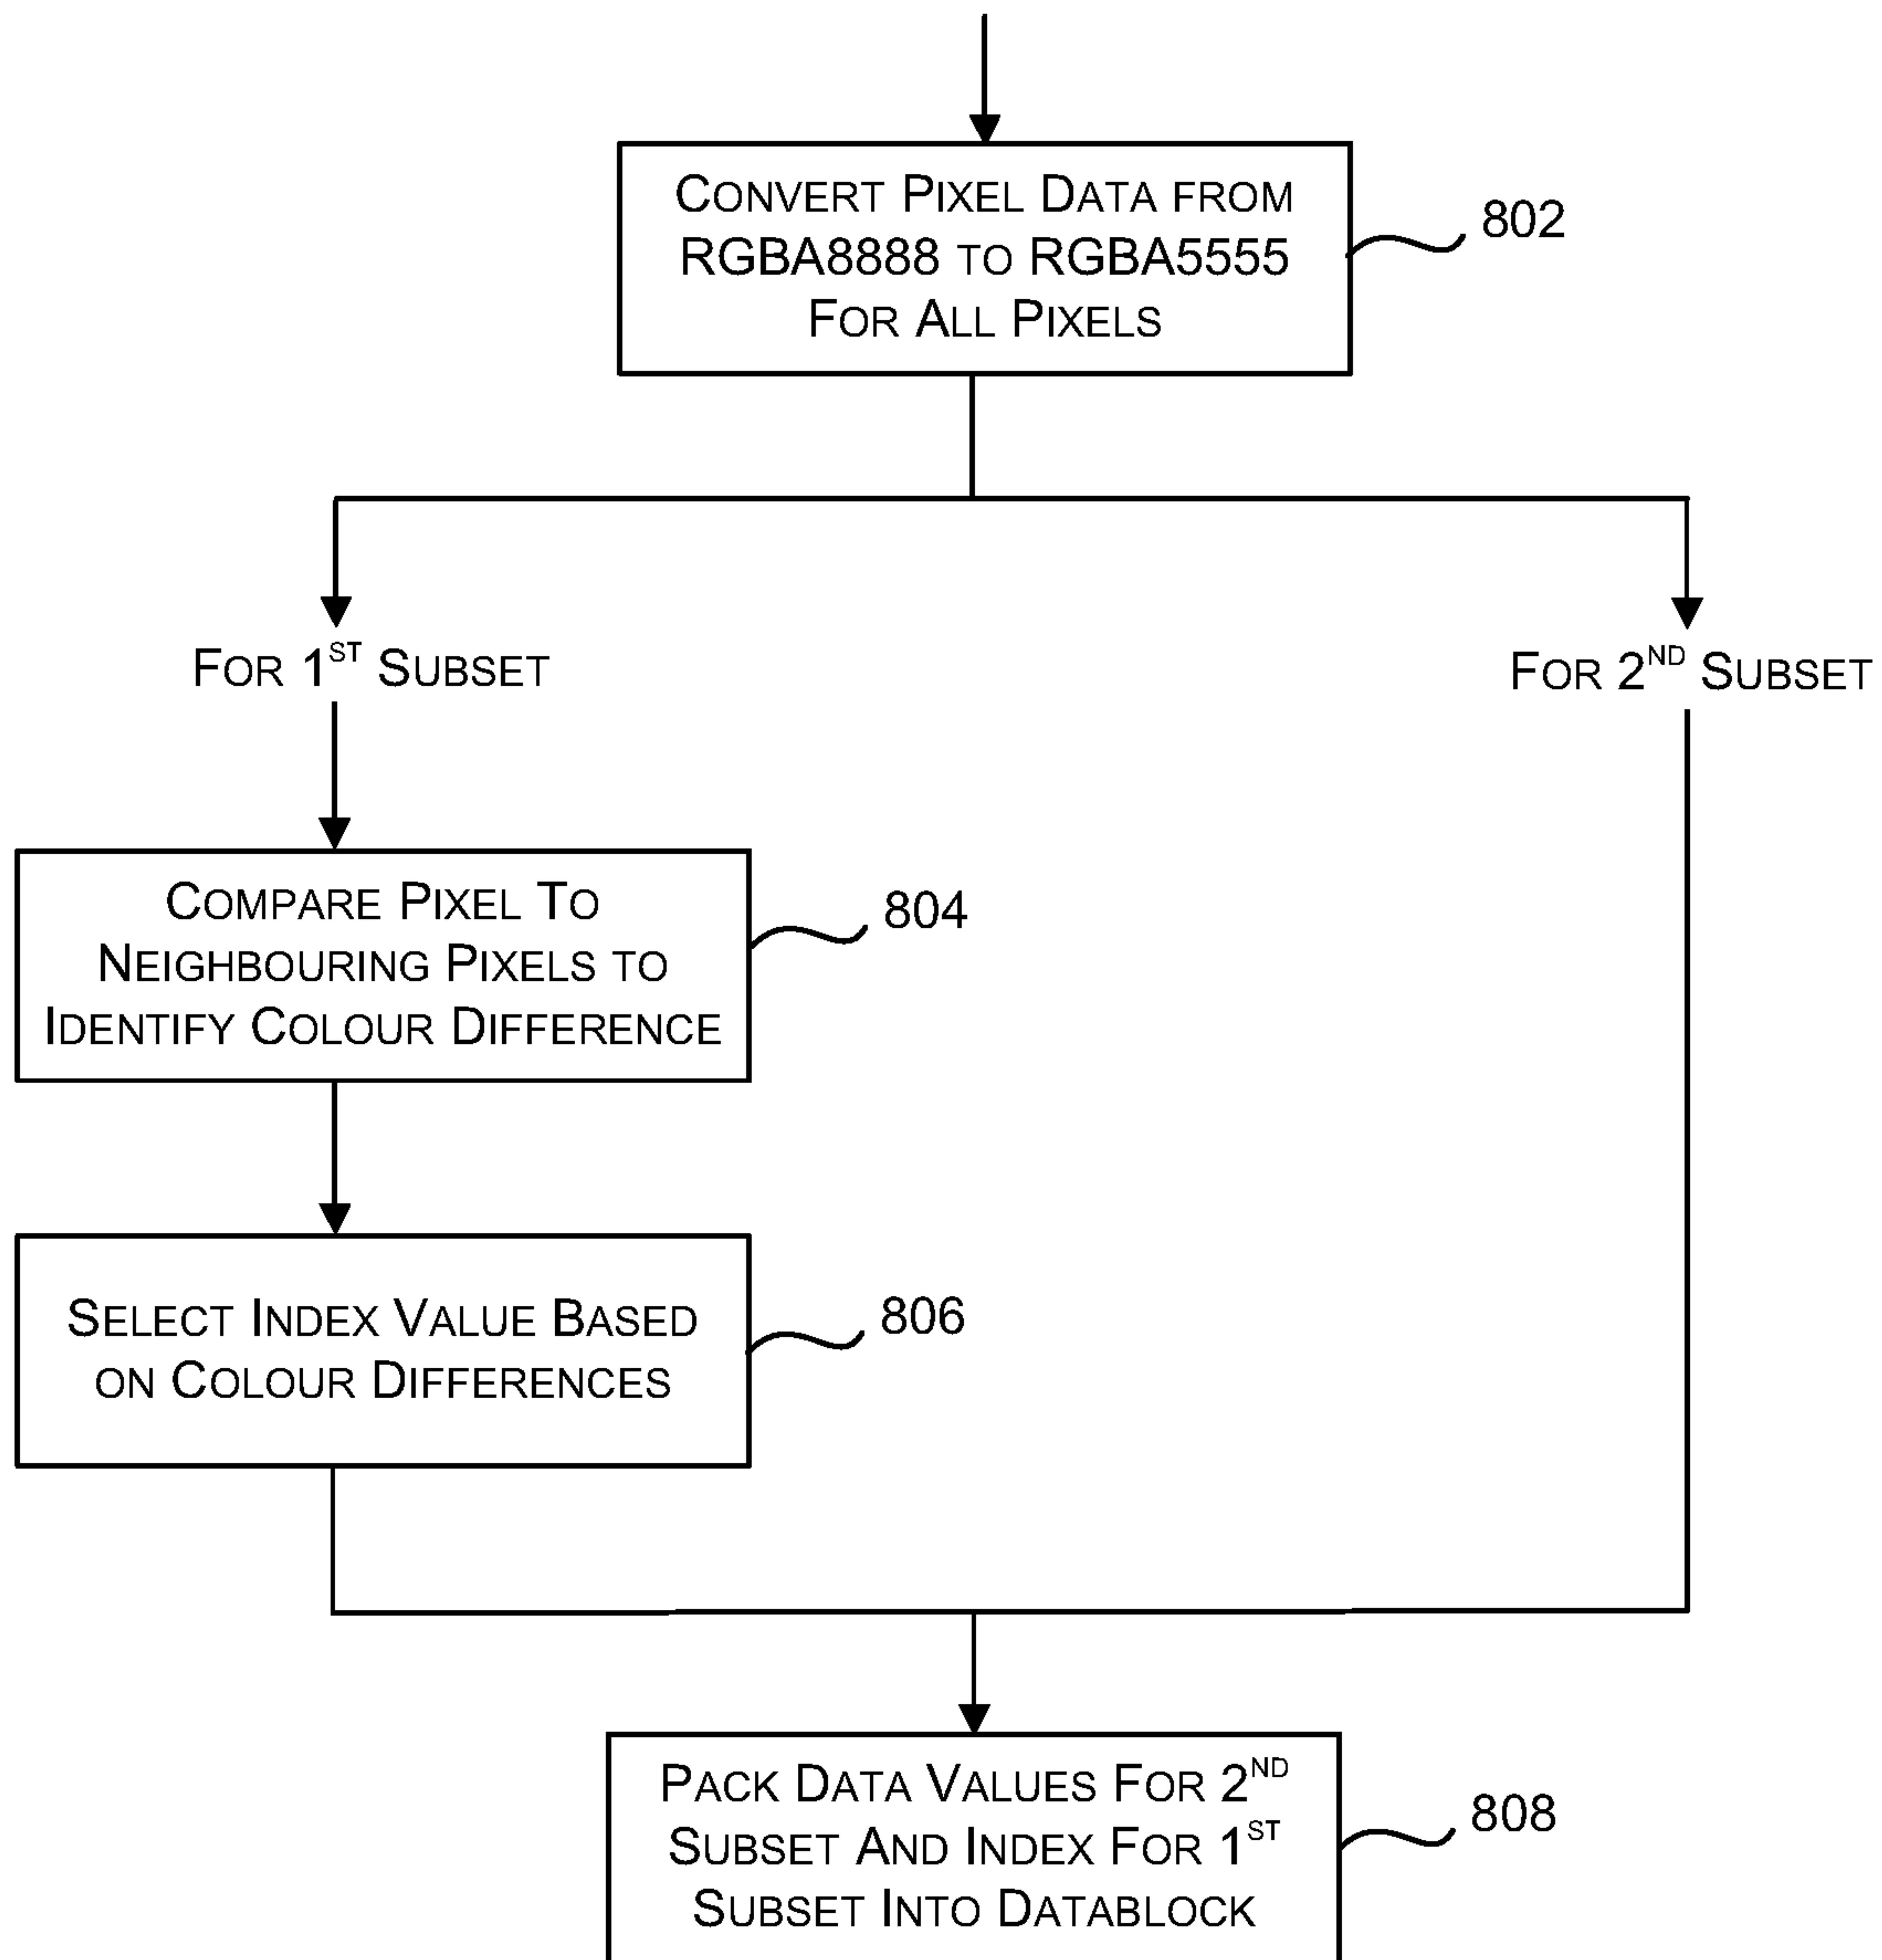 CONVERT PIXEL DATA FROM
RGBA8888 TO RGBA5555
FOR ALL PIXELS
802
FOR 1ST SUBSET
FOR 2ND SUBSET
COMPARE PIXEL TO
NEIGHBOURING PIXELS TO
IDENTIFY COLOUR DIFFERENCE
804
SELECT INDEX VALUE BASED
ON COLOUR DIFFERENCES
806
PACK DATA VALUES FOR 2ND
SUBSET AND INDEX FOR 1ST
SUBSET INTO DATABLOCK
808